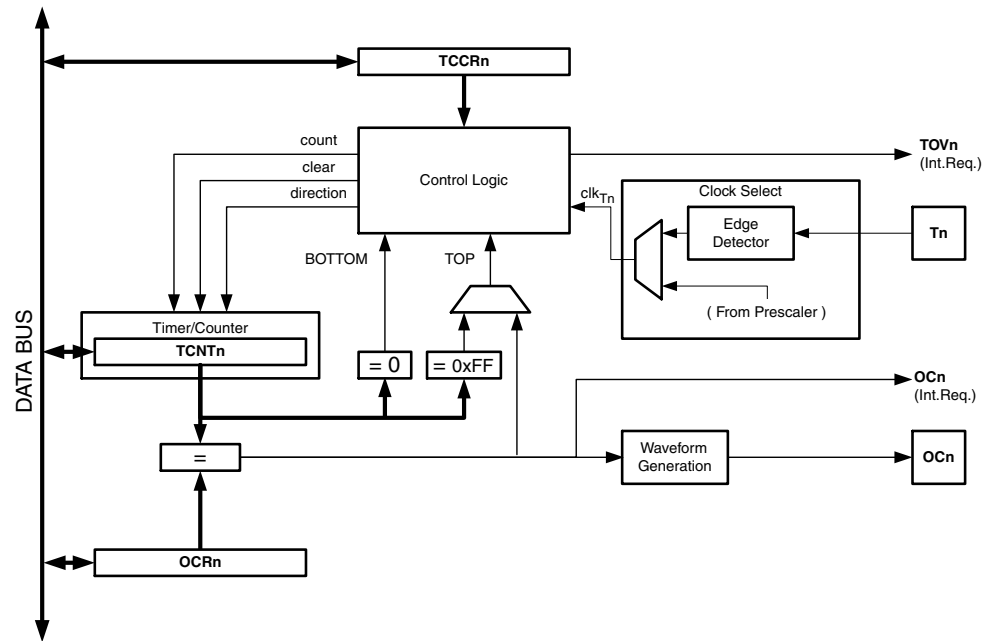 TCCRn
count
clear
direction
Control Logic
TOVn
(Int.Req.)
clkTn
Clock Select
Edge
Detector
Tn
( From Prescaler )
BOTTOM
TOP
Timer/Counter
TCNTn
= 0
= 0xFF
DATA BUS
OCn
(Int.Req.)
=
Waveform
Generation
OCn
OCRn